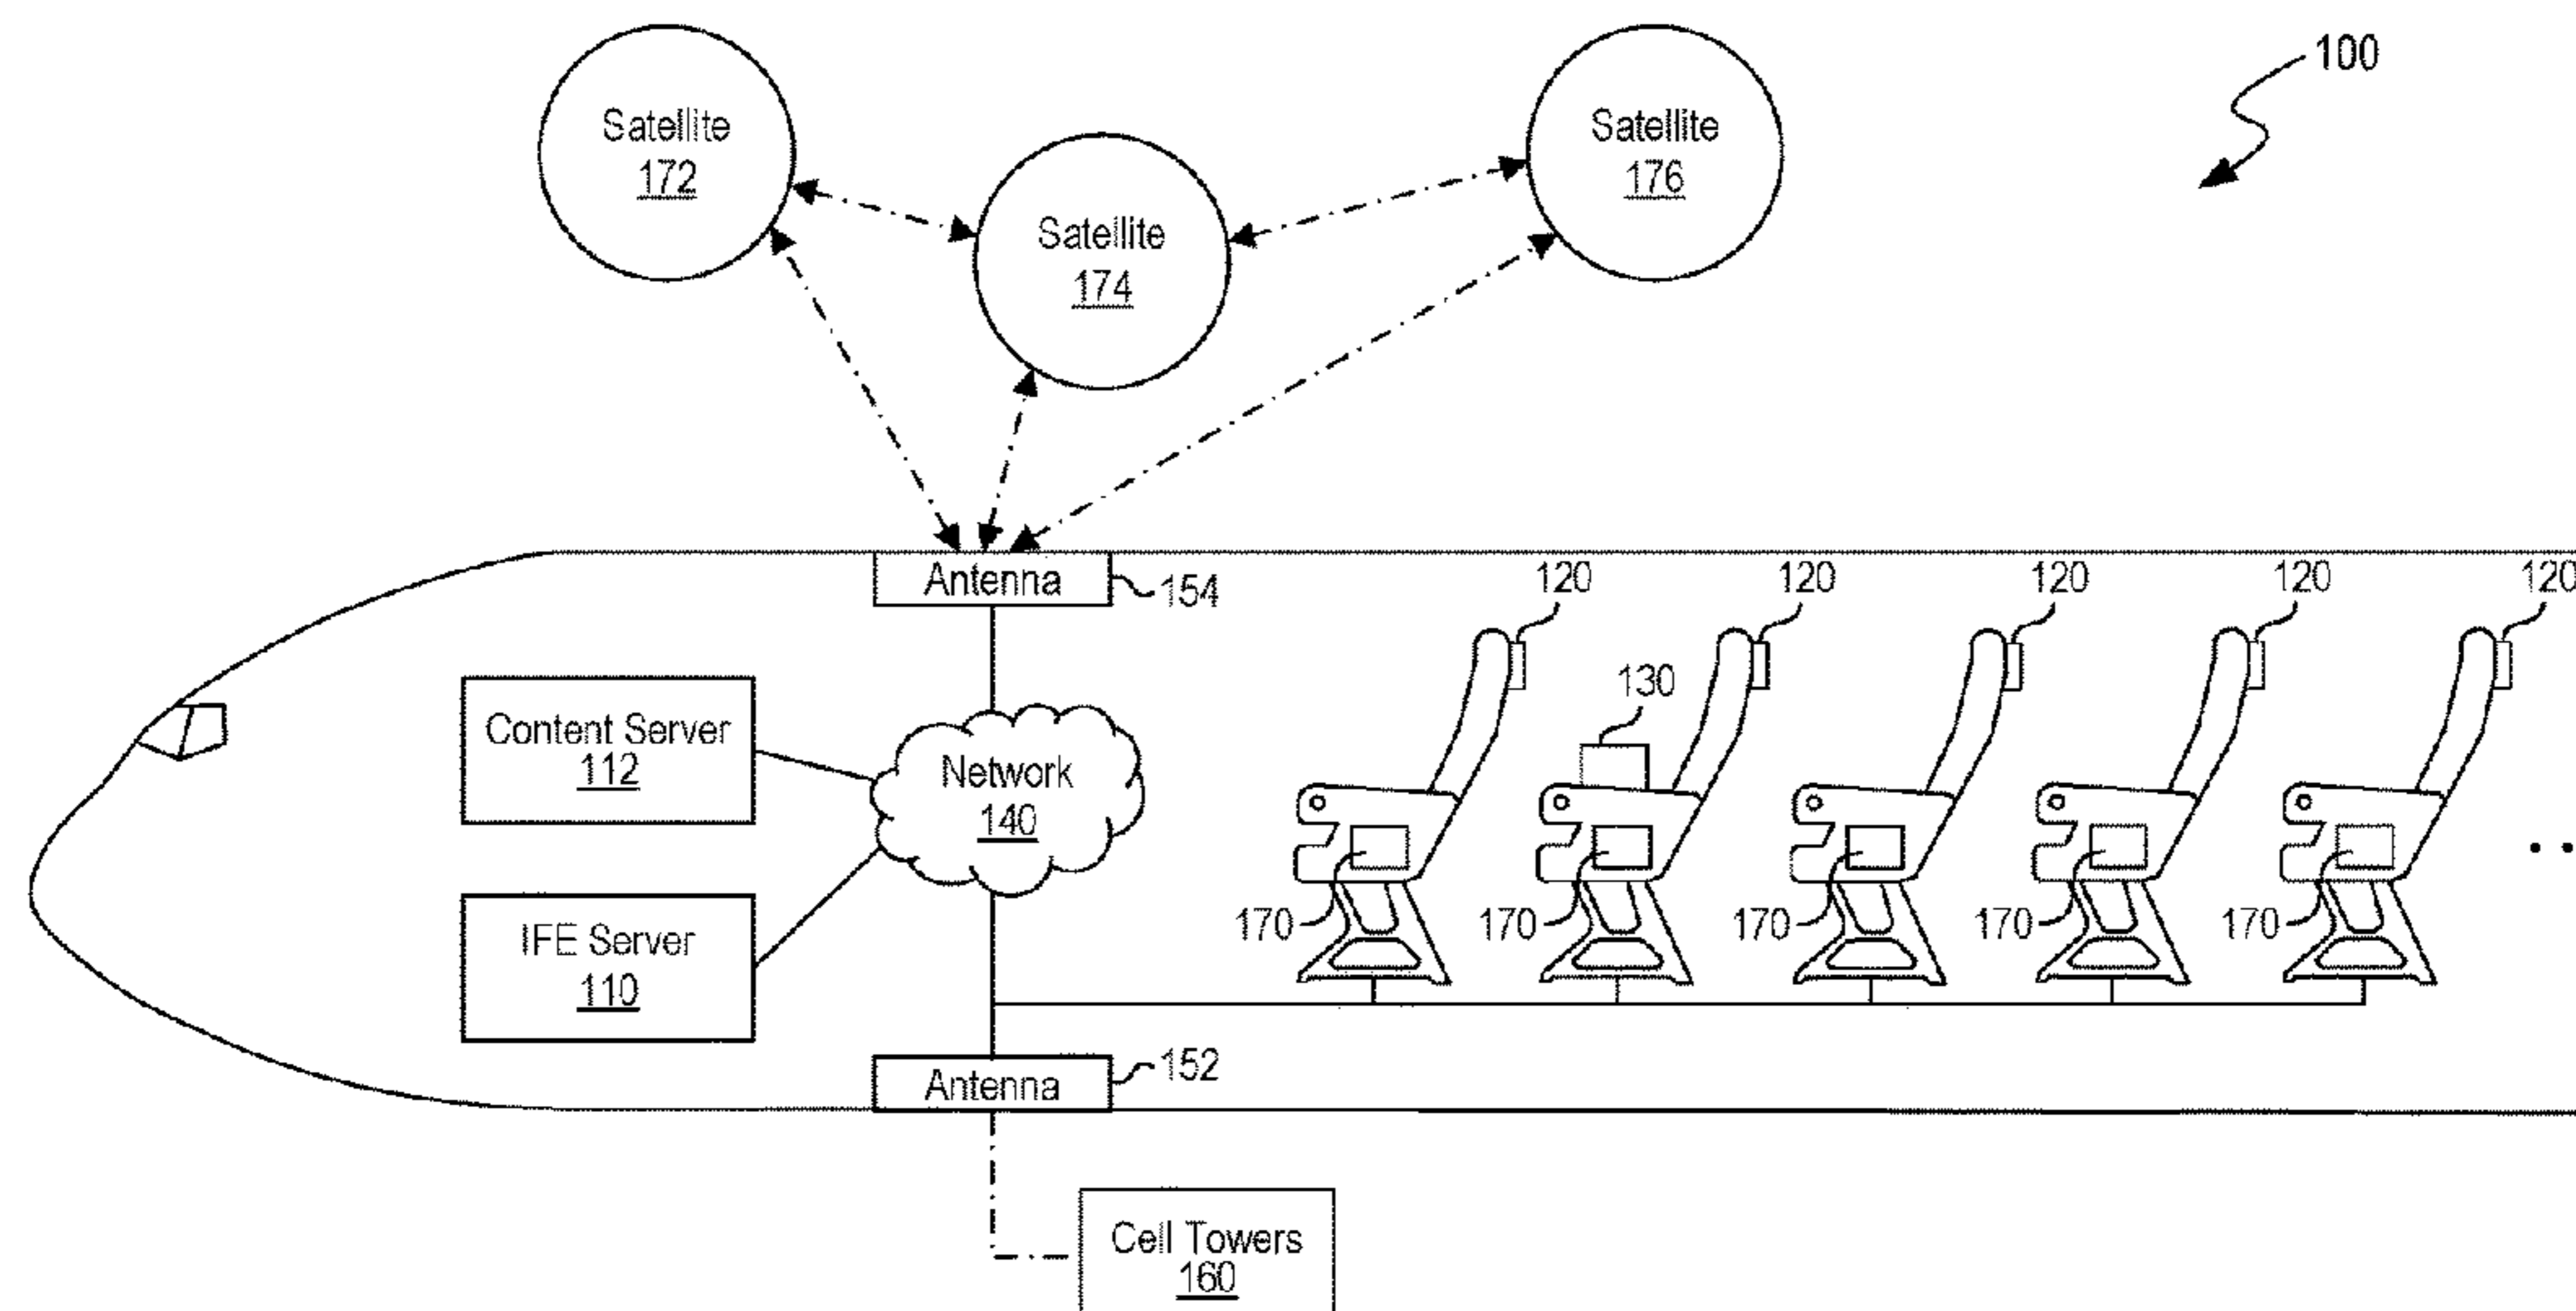 100
Satellite
172
Satellite
174
Satellite
176
Antenna
154
120
120
120
120
120
130
Content Server
112
Network
140
IFE Server
110
170
170
170
170
170
Antenna
152
Cell Towers
160